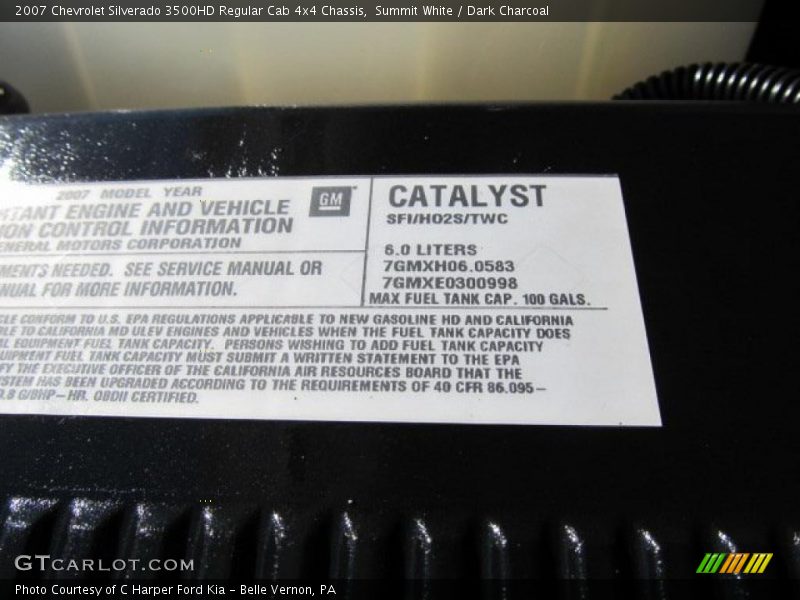 2007 Chevrolet Silverado 3500HD Regular Cab 4x4 Chassis, Summit White / Dark Charcoal
2007 MODEL YEAR
ENGINE AND VEHICLE
CONTROL INFORMATION
MOTORS CORPORATION
GM
NEEDED. SEE SERVICE MANUAL OR
FOR MORE INFORMATION.
CATALYST
SFI/HO2S/TWC
6.0 LITERS
7GMXH06.0583
7GMXE0300998
MAX FUEL TANK CAP. 100 GALS.
CONFORM TO U.S. EPA REGULATIONS APPLICABLE TO NEW GASOLINE HD AND CALIFORNIA
TO CALIFORNIA MD ULEV ENGINES AND VEHICLES WHEN THE FUEL TANK CAPACITY DOES
EQUIPMENT FUEL TANK CAPACITY. PERSONS WISHING TO ADD FUEL TANK CAPACITY
FUEL TANK CAPACITY MUST SUBMIT A WRITTEN STATEMENT TO THE EPA
THE EXECUTIVE OFFICER OF THE CALIFORNIA AIR RESOURCES BOARD THAT THE
HAS BEEN UPGRADED ACCORDING TO THE REQUIREMENTS OF 40 CFR 86.095–
G/BHP–HR. OBDII CERTIFIED.
GTCARLOT.COM
Photo Courtesy of C Harper Ford Kia – Belle Vernon, PA